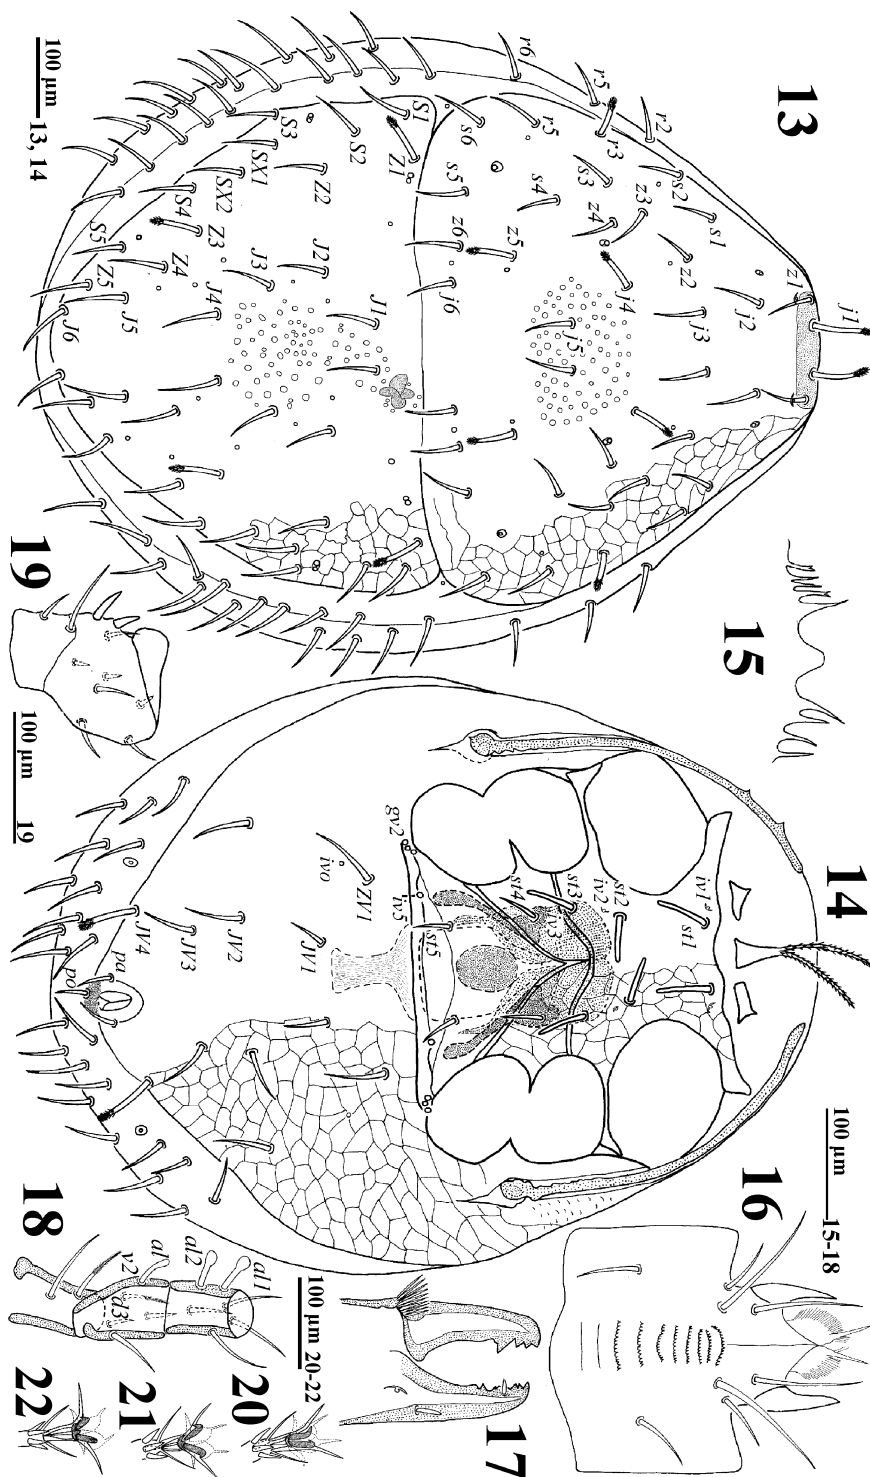 13
j1
z1
j2
j3
j4
j5
j6
z2
z3
z4
z5
z6
s1
s2
s3
s4
s5
s6
r2
r3
r5
r5
r6
S1
S2
S3
SX1
SX2
S4
S5
Z1
Z2
Z3
Z4
Z5
J1
J2
J3
J4
J5
J6
100 µm
13, 14
14
st1
iv1
st2
iv2
st3
iv3
st4
st5
iv5
gv2
ZV1
ivo
JV1
JV2
JV3
JV4
pa
po
15
16
100 µm
15-18
17
18
al1
al2
al
v2
d3
19
100 µm
19
20
21
22
100 µm 20-22